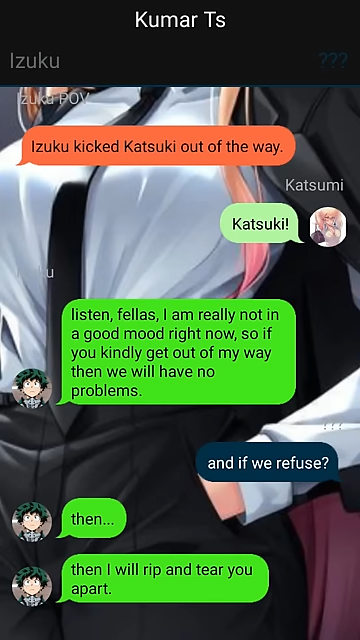 Kumar Ts
Izuku
???
Izuku POV
Izuku kicked Katsuki out of the way.
Katsumi
Katsuki!
listen, fellas, I am really not in
a good mood right now, so if
you kindly get out of my way
then we will have no
problems.
???
and if we refuse?
then...
then I will rip and tear you
apart.